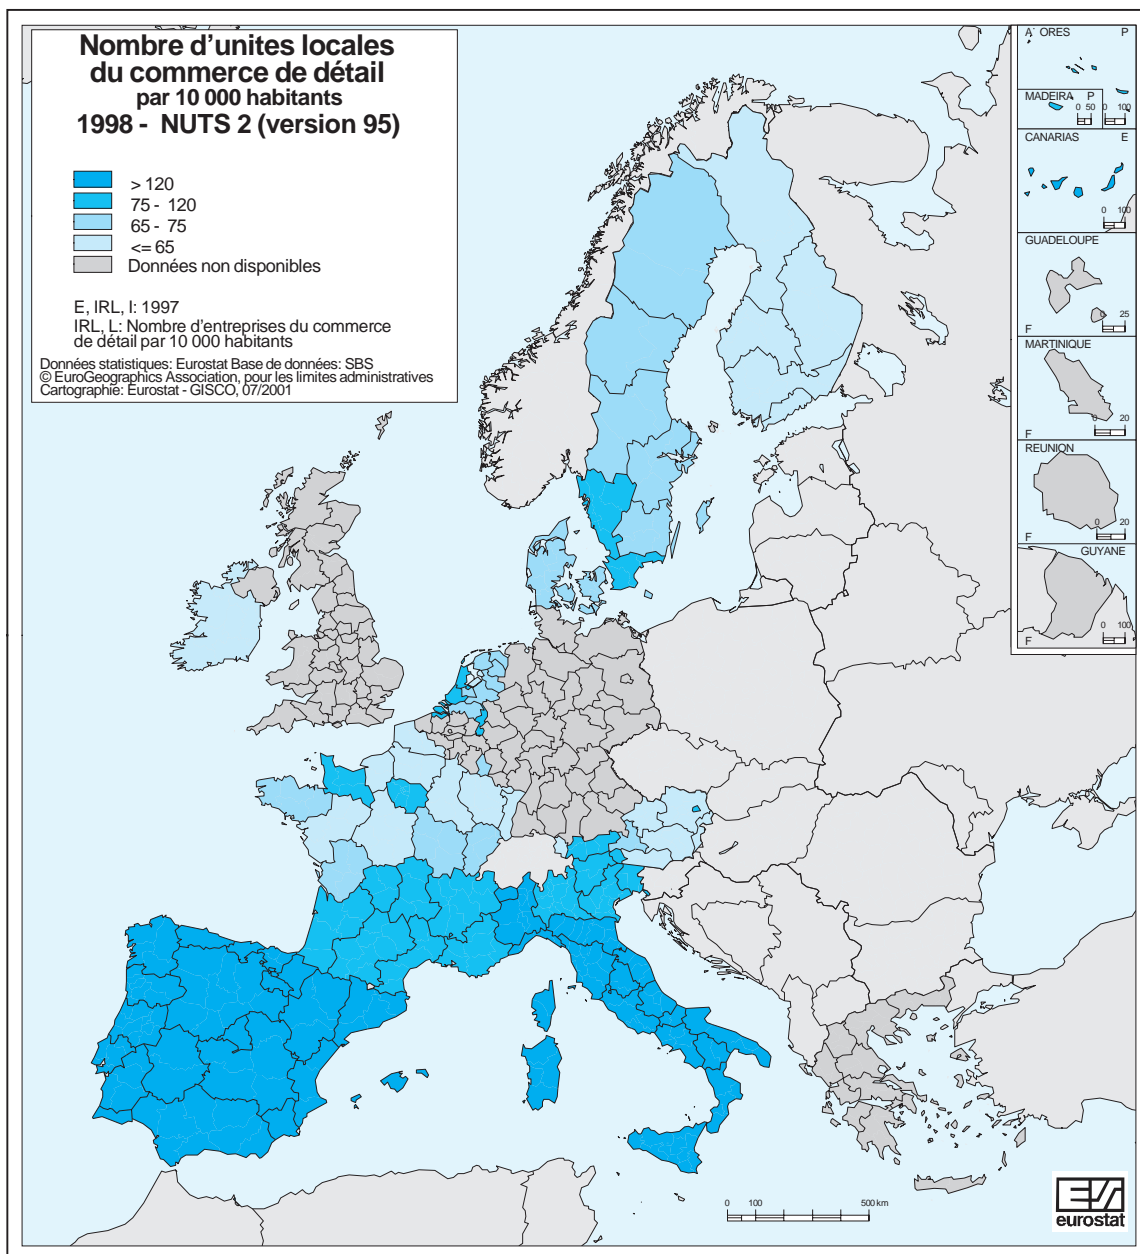 Nombre d'unites locales
du commerce de détail
par 10 000 habitants
1998 - NUTS 2 (version 95)
> 120
75 - 120
65 - 75
<= 65
Données non disponibles
E, IRL, I: 1997
IRL, L: Nombre d'entreprises du commerce
de détail par 10 000 habitants
Données statistiques: Eurostat Base de données: SBS
© EuroGeographics Association, pour les limites administratives
Cartographie: Eurostat - GISCO, 07/2001
A¨ORES P
MADEIRA P
0 50 0 100
CANARIAS E
0 100
GUADELOUPE
0 25
F
MARTINIQUE
0 20
F
REUNION
0 20
F
GUYANE
0 100
F
0 100 500 km
eurostat